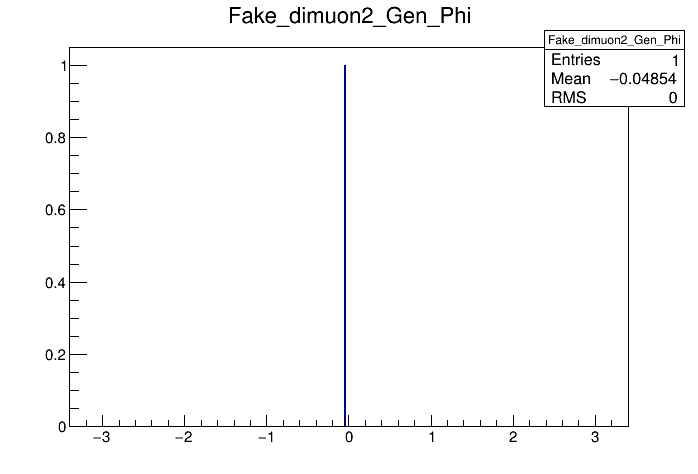 Fake_dimuon2_Gen_Phi
Fake_dimuon2_Gen_Phi
Entries 1
Mean −0.04854
RMS 0
1
0.8
0.6
0.4
0.2
0
−3 −2 −1 0 1 2 3